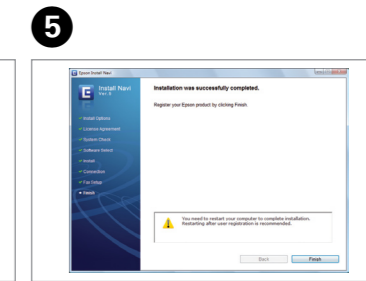 5
Epson Install Navi
E
Install Navi
Ver.5
Install Options
License Agreement
System Check
Software Select
Install
Connection
Fax Setup
Finish
Installation was successfully completed.
Register your Epson product by clicking Finish.
You need to restart your computer to complete installation.
Restarting after user registration is recommended.
Back
Finish